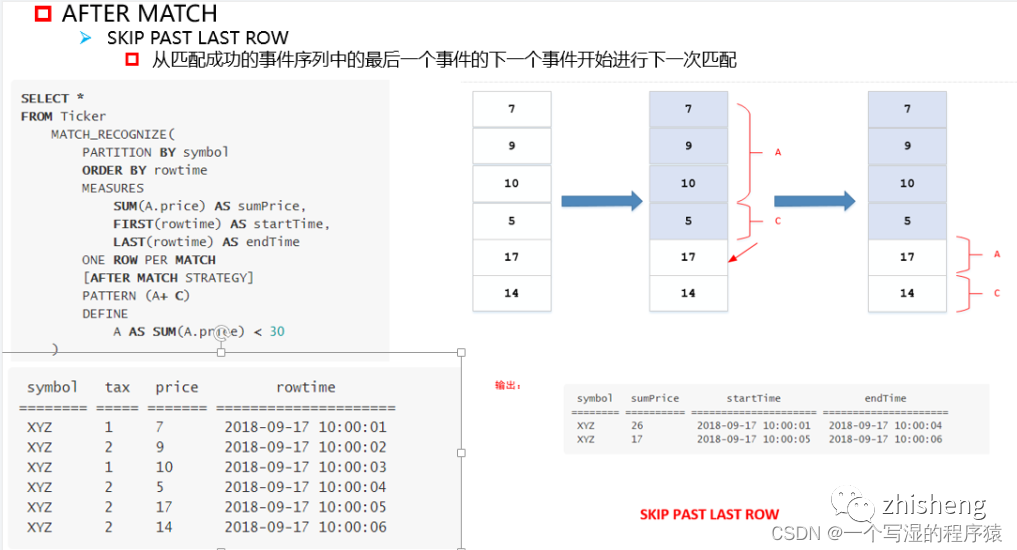 AFTER MATCH
SKIP PAST LAST ROW
从匹配成功的事件序列中的最后一个事件的下一个事件开始进行下一次匹配
SELECT *
FROM Ticker
MATCH_RECOGNIZE(
PARTITION BY symbol
ORDER BY rowtime
MEASURES
SUM(A.price) AS sumPrice,
FIRST(rowtime) AS startTime,
LAST(rowtime) AS endTime
ONE ROW PER MATCH
[AFTER MATCH STRATEGY]
PATTERN (A+ C)
DEFINE
A AS SUM(A.price) < 30
)
7 7 7
9 9 9
A
10 10 10
5 5 5
C
17 17 17
A
14 14 14
C
symbol tax price rowtime
======== ===== ======= =====================
XYZ 1 7 2018-09-17 10:00:01
XYZ 2 9 2018-09-17 10:00:02
XYZ 1 10 2018-09-17 10:00:03
XYZ 2 5 2018-09-17 10:00:04
XYZ 2 17 2018-09-17 10:00:05
XYZ 2 14 2018-09-17 10:00:06
输出：
symbol sumPrice startTime endTime
======== ========== ===================== =====================
XYZ 26 2018-09-17 10:00:01 2018-09-17 10:00:04
XYZ 17 2018-09-17 10:00:05 2018-09-17 10:00:06
SKIP PAST LAST ROW
zhisheng
CSDN @一个写湿的程序猿